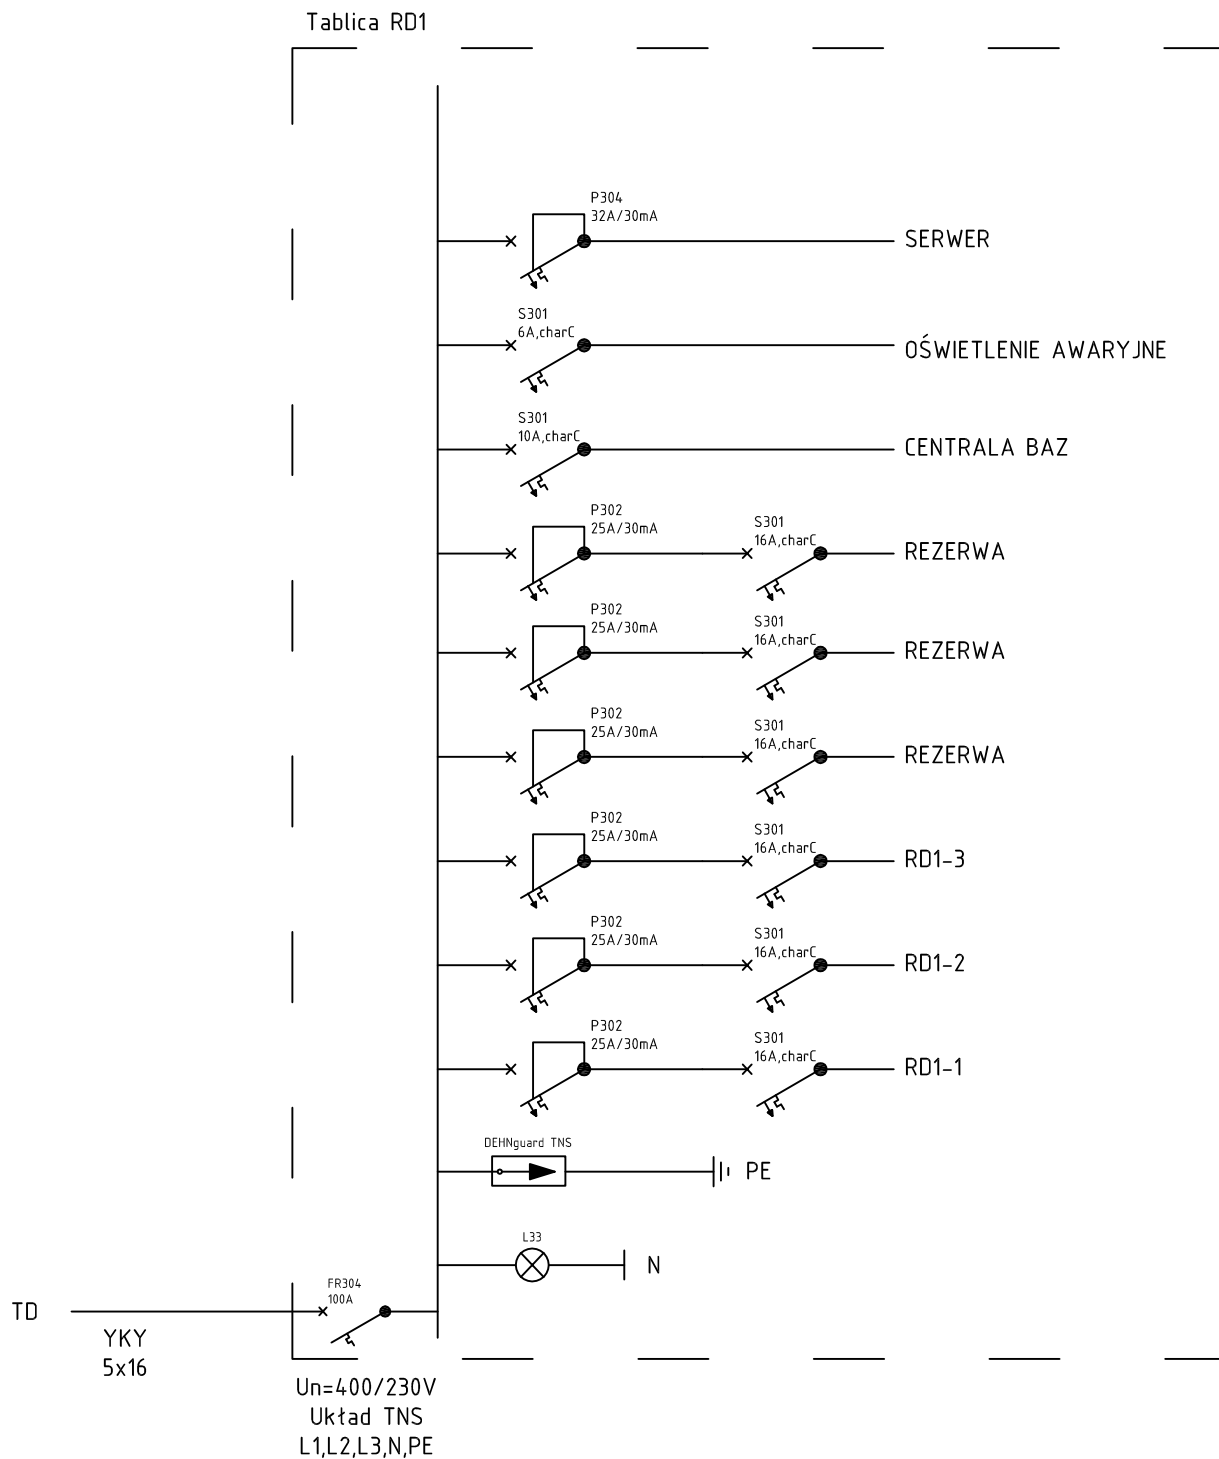 Tablica RD1
P304
32A/30mA
SERWER
S301
6A,charC
OŚWIETLENIE AWARYJNE
S301
10A,charC
CENTRALA BAZ
P302
25A/30mA
S301
16A,charC
REZERWA
P302
25A/30mA
S301
16A,charC
REZERWA
P302
25A/30mA
S301
16A,charC
REZERWA
P302
25A/30mA
S301
16A,charC
RD1-3
P302
25A/30mA
S301
16A,charC
RD1-2
P302
25A/30mA
S301
16A,charC
RD1-1
DEHNguard TNS
PE
L33
N
FR304
100A
TD
YKY
5x16
Un=400/230V
Układ TNS
L1,L2,L3,N,PE